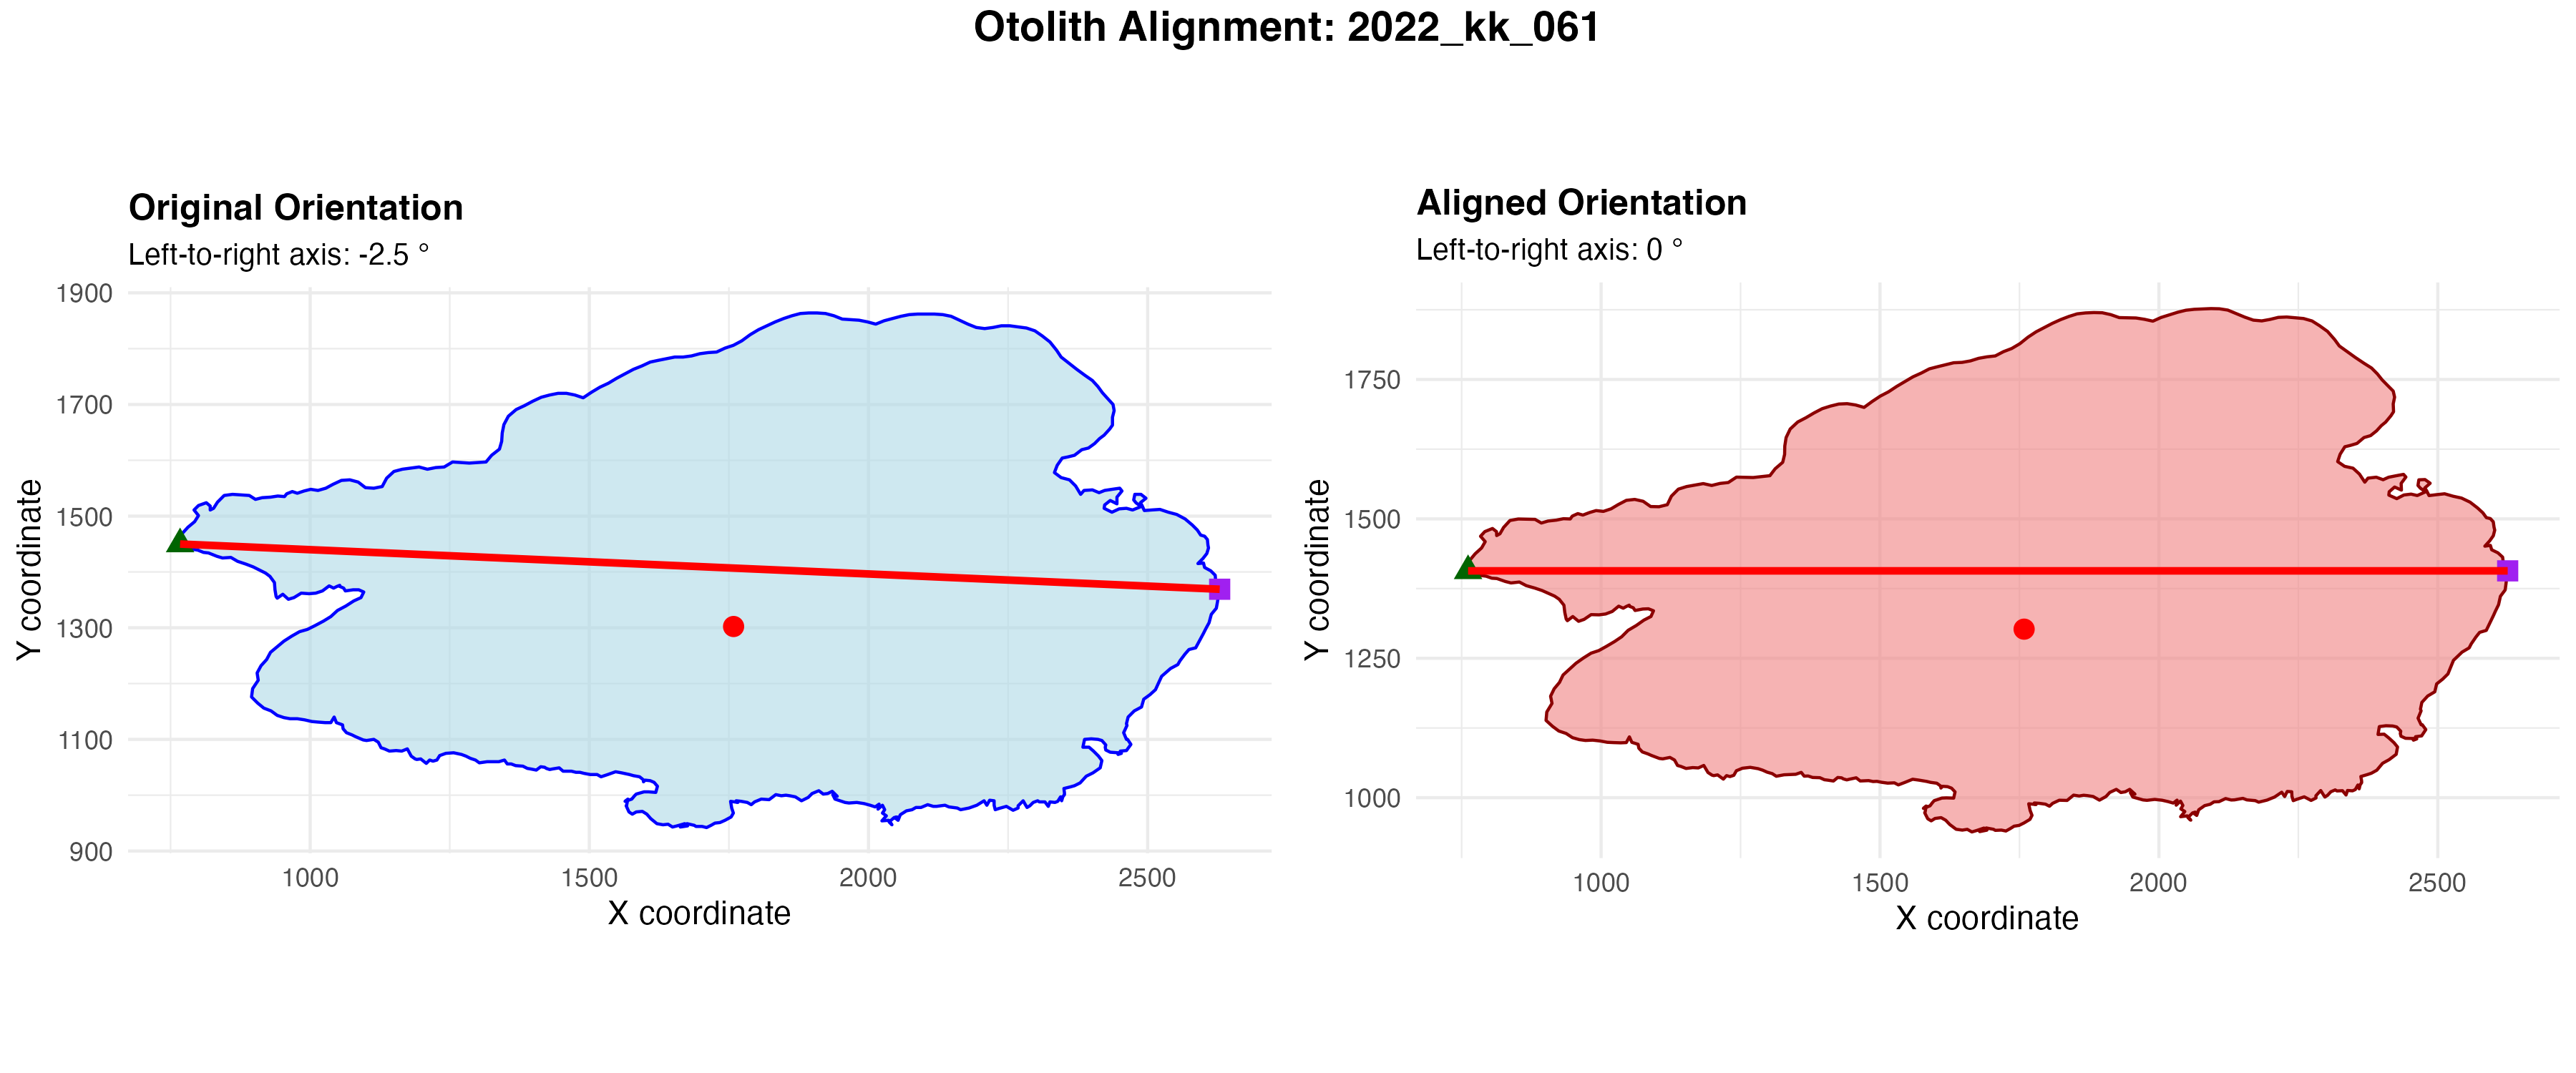 Otolith Alignment: 2022_kk_061
Original Orientation
Left-to-right axis: -2.5 °
1900
1700
1500
1300
1100
900
Y coordinate
1000 1500 2000 2500
X coordinate
Aligned Orientation
Left-to-right axis: 0 °
1750
1500
1250
1000
Y coordinate
1000 1500 2000 2500
X coordinate